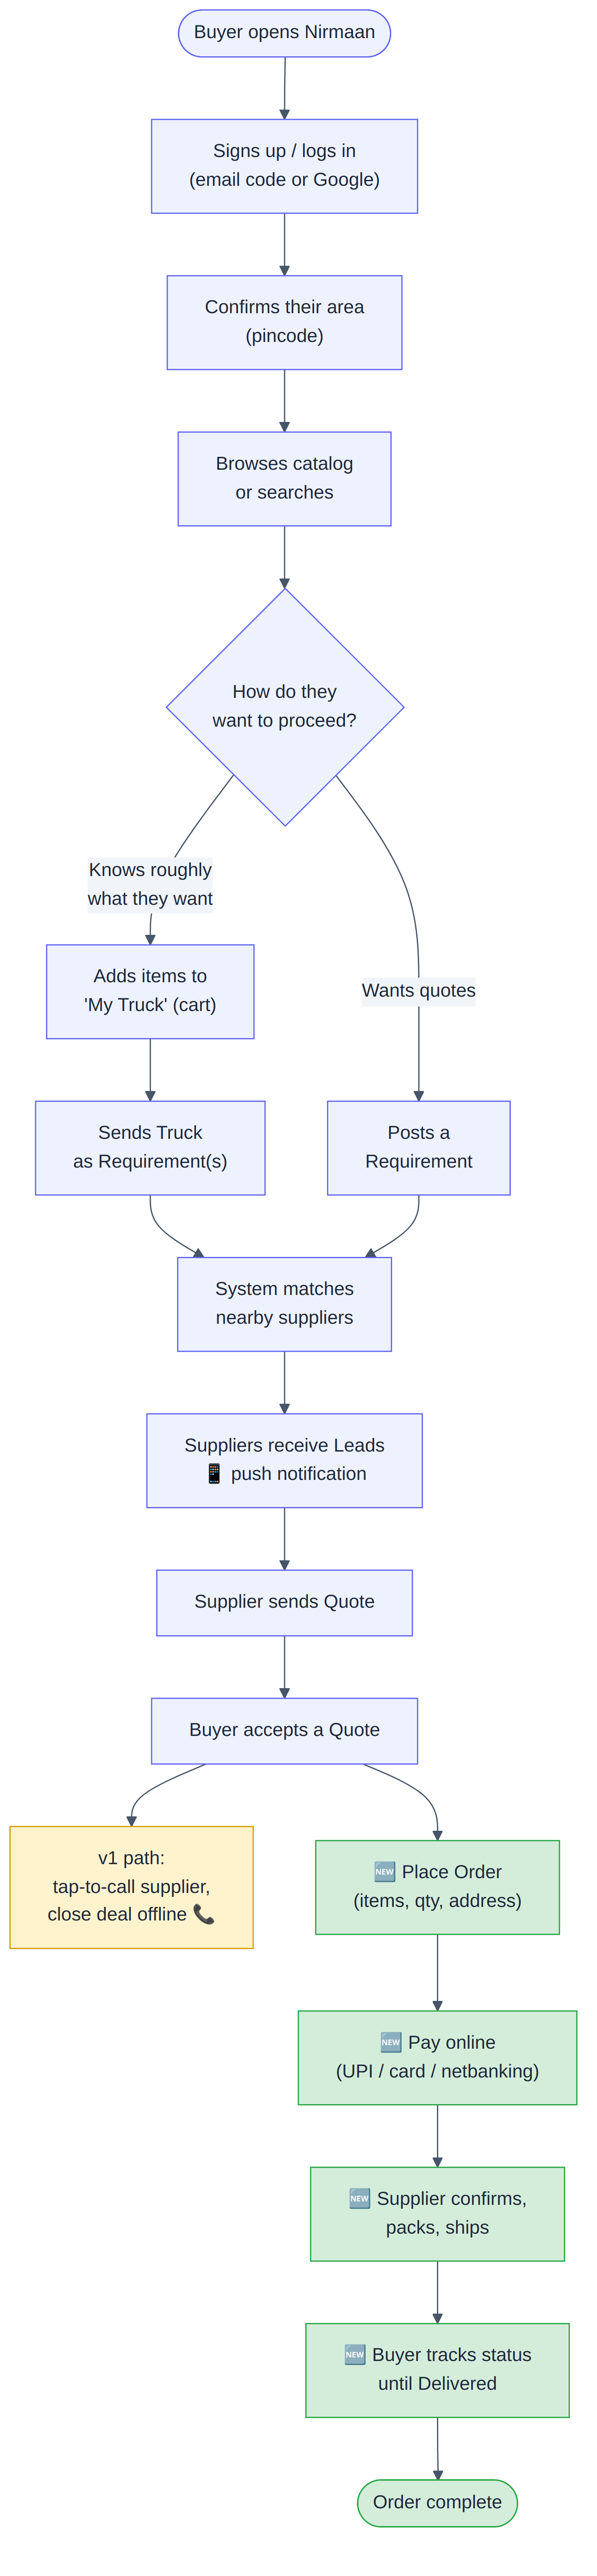 Buyer opens Nirmaan
Signs up / logs in
(email code or Google)
Confirms their area
(pincode)
Browses catalog
or searches
How do they
want to proceed?
Knows roughly
what they want
Adds items to
'My Truck' (cart)
Wants quotes
Sends Truck
as Requirement(s)
Posts a
Requirement
System matches
nearby suppliers
Suppliers receive Leads
📱 push notification
Supplier sends Quote
Buyer accepts a Quote
v1 path:
tap-to-call supplier,
close deal offline 📞
🆕 Place Order
(items, qty, address)
🆕 Pay online
(UPI / card / netbanking)
🆕 Supplier confirms,
packs, ships
🆕 Buyer tracks status
until Delivered
Order complete